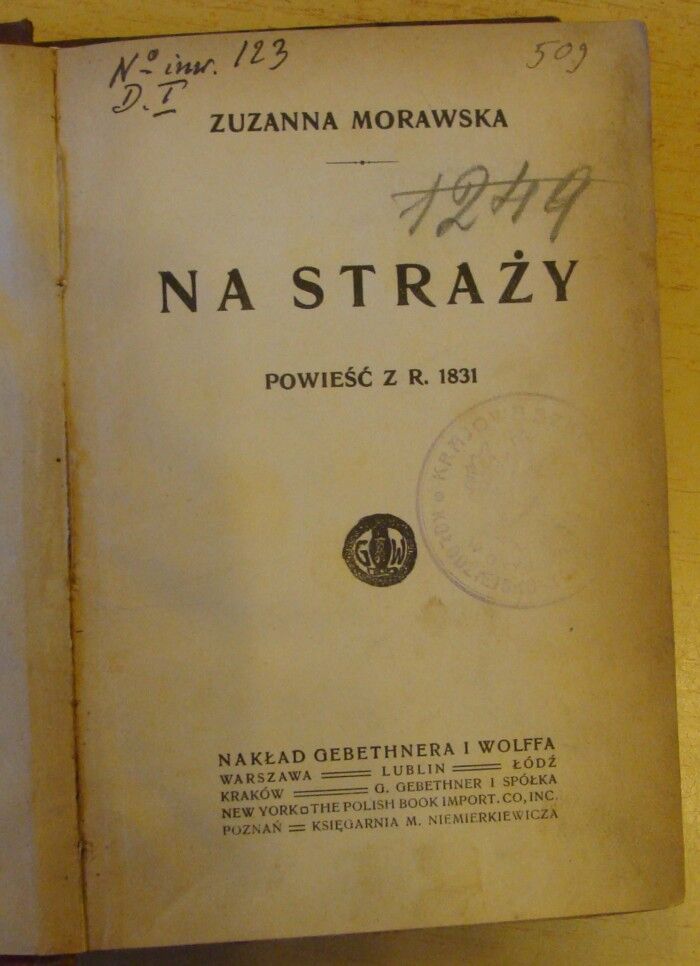 Nº inw. 123
D. I
509
ZUZANNA MORAWSKA
1249
NA STRAŻY
POWIEŚĆ Z R. 1831
G W
NAKŁAD GEBETHNERA I WOLFFA
WARSZAWA LUBLIN ŁÓDŹ
KRAKÓW G. GEBETHNER I SPÓŁKA
NEW YORK THE POLISH BOOK IMPORT. CO, INC.
POZNAŃ KSIĘGARNIA M. NIEMIERKIEWICZA